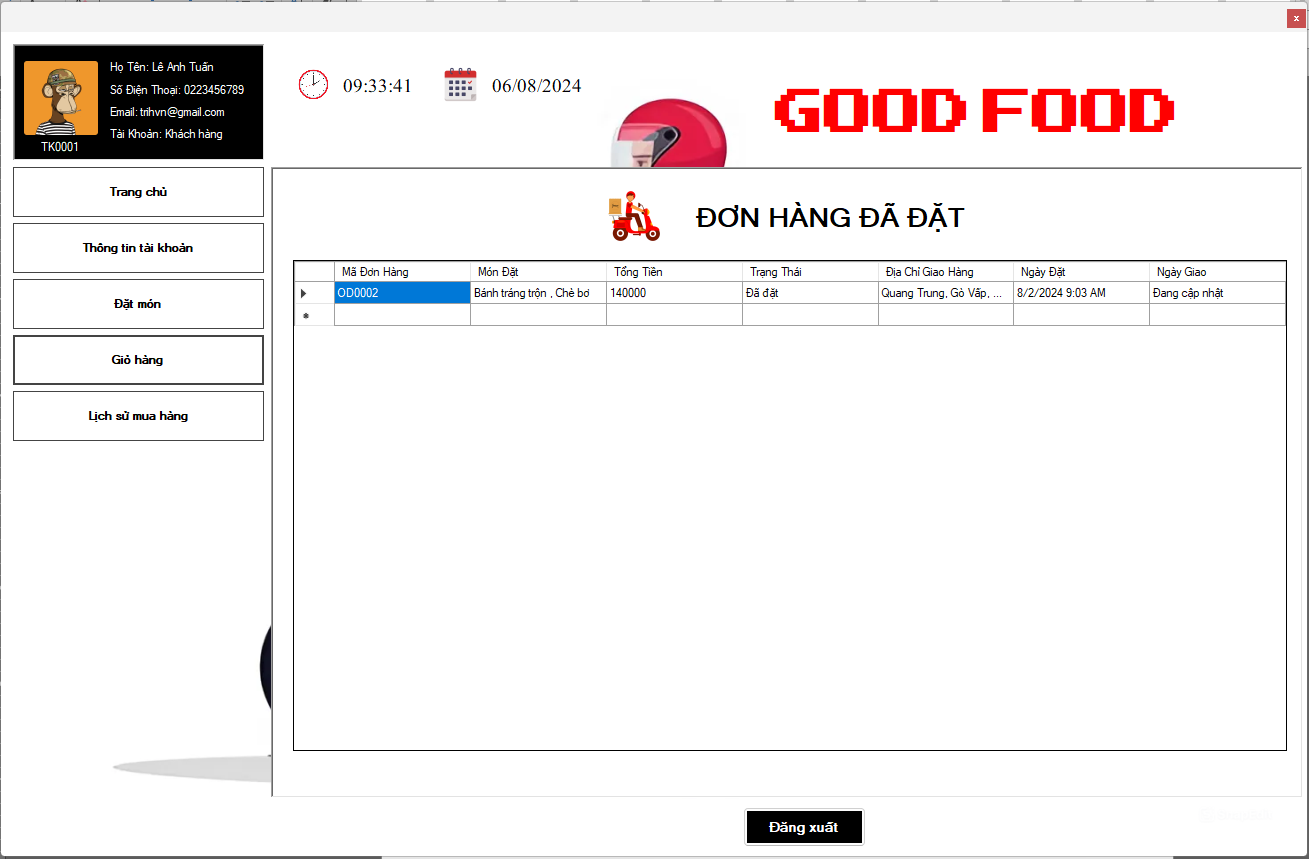 x
Họ Tên: Lê Anh Tuấn
Số Điện Thoại: 0223456789
Email: trihvn@gmail.com
Tài Khoản: Khách hàng
TK0001
09:33:41
06/08/2024
GOOD FOOD
Trang chủ
Thông tin tài khoản
Đặt món
Giỏ hàng
Lịch sử mua hàng
ĐƠN HÀNG ĐÃ ĐẶT
Mã Đơn Hàng Món Đặt Tổng Tiền Trạng Thái Địa Chỉ Giao Hàng Ngày Đặt Ngày Giao
OD0002 Bánh tráng trộn , Chè bơ 140000 Đã đặt Quang Trung, Gò Vấp, ... 8/2/2024 9:03 AM Đang cập nhật
Đăng xuất